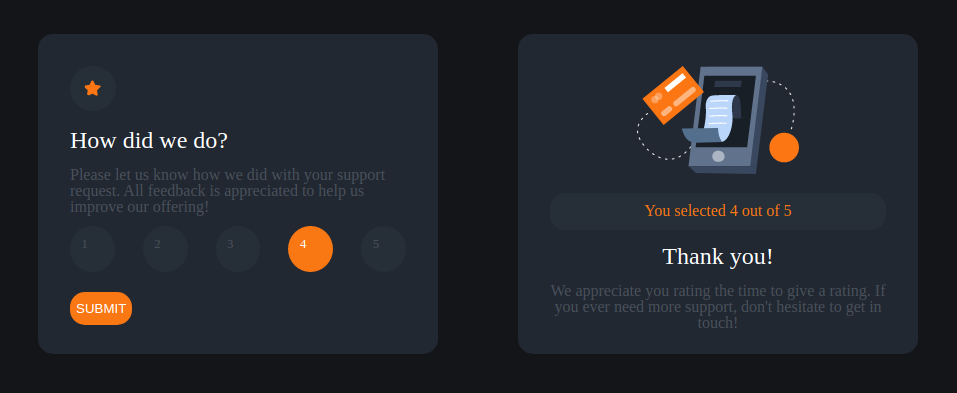 How did we do?
Please let us know how we did with your support
request. All feedback is appreciated to help us
improve our offering!
1 2 3 4 5
SUBMIT
You selected 4 out of 5
Thank you!
We appreciate you rating the time to give a rating. If
you ever need more support, don't hesitate to get in
touch!